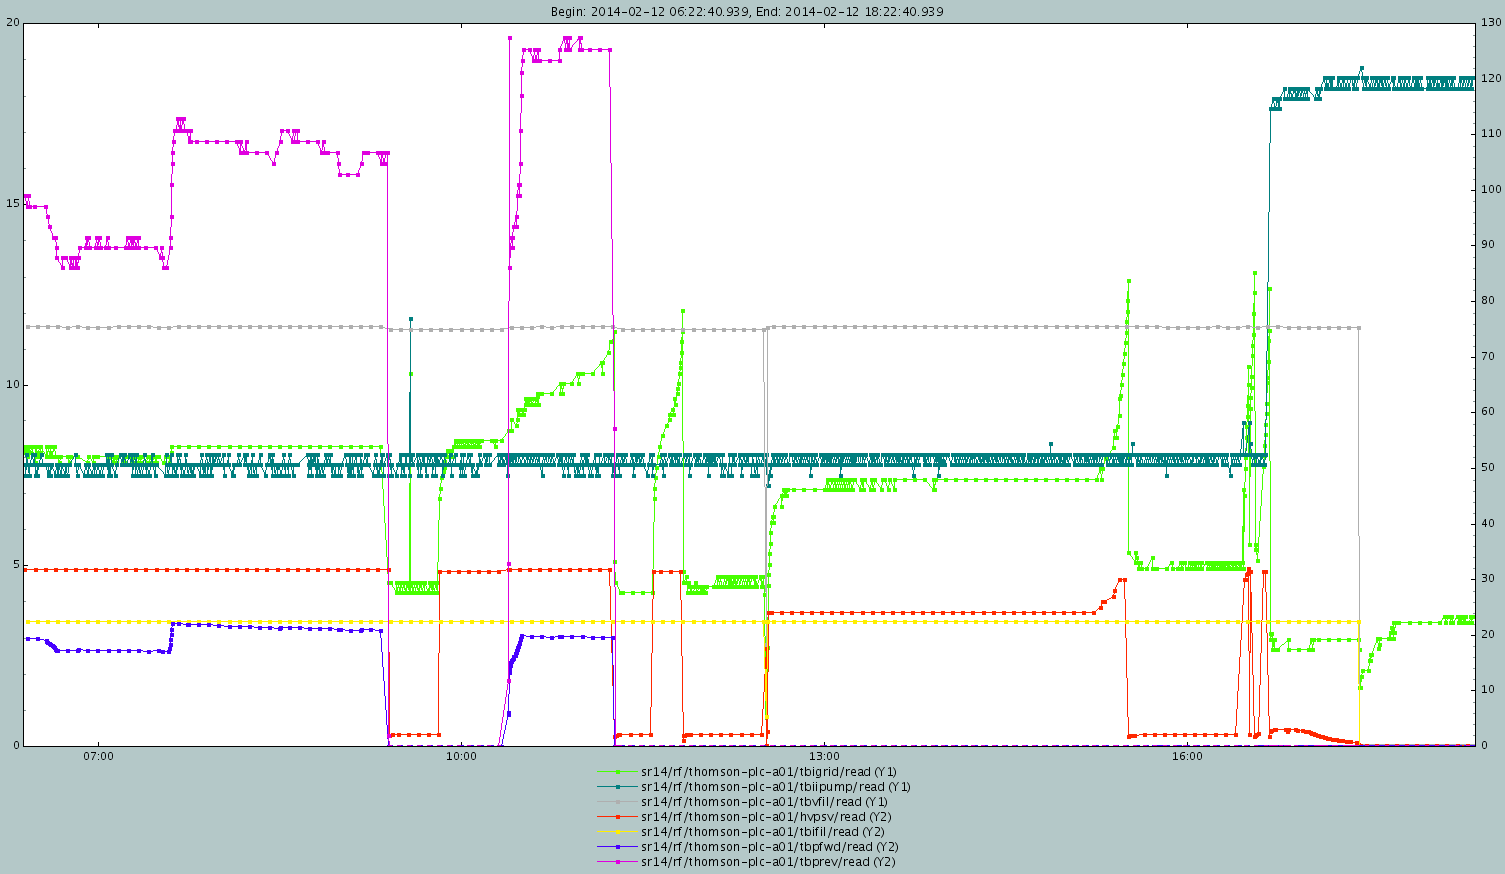 Begin: 2014-02-12 06:22:40.939, End: 2014-02-12 18:22:40.939
20
15
10
5
0
130
120
110
100
90
80
70
60
50
40
30
20
10
0
07:00
10:00
13:00
16:00
sr14/rf/thomson-plc-a01/tbigrid/read (Y1)
sr14/rf/thomson-plc-a01/tbiipump/read (Y1)
sr14/rf/thomson-plc-a01/tbvfil/read (Y1)
sr14/rf/thomson-plc-a01/hvpsv/read (Y2)
sr14/rf/thomson-plc-a01/tbifil/read (Y2)
sr14/rf/thomson-plc-a01/tbpfwd/read (Y2)
sr14/rf/thomson-plc-a01/tbprev/read (Y2)